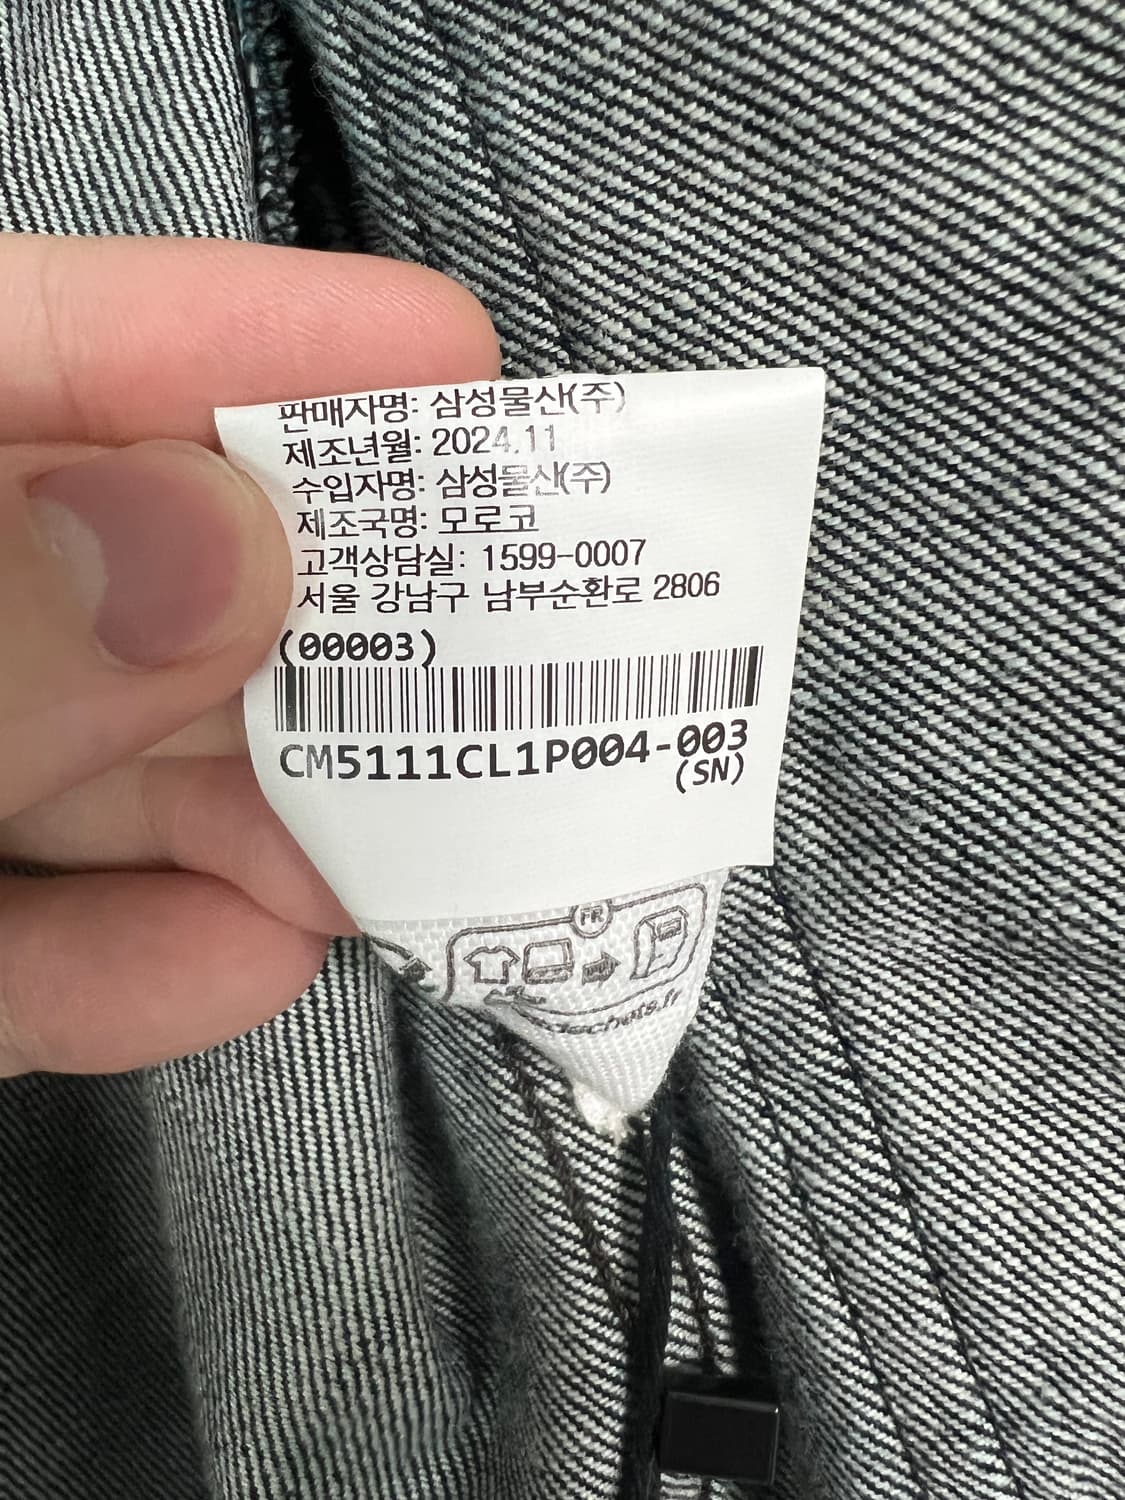 판매자명: 삼성물산(주)
제조년월: 2024.11
수입자명: 삼성물산(주)
제조국명: 모로코
고객상담실: 1599-0007
서울 강남구 남부순환로 2806
(00003)
CM5111CL1P004-003
(SN)
FR